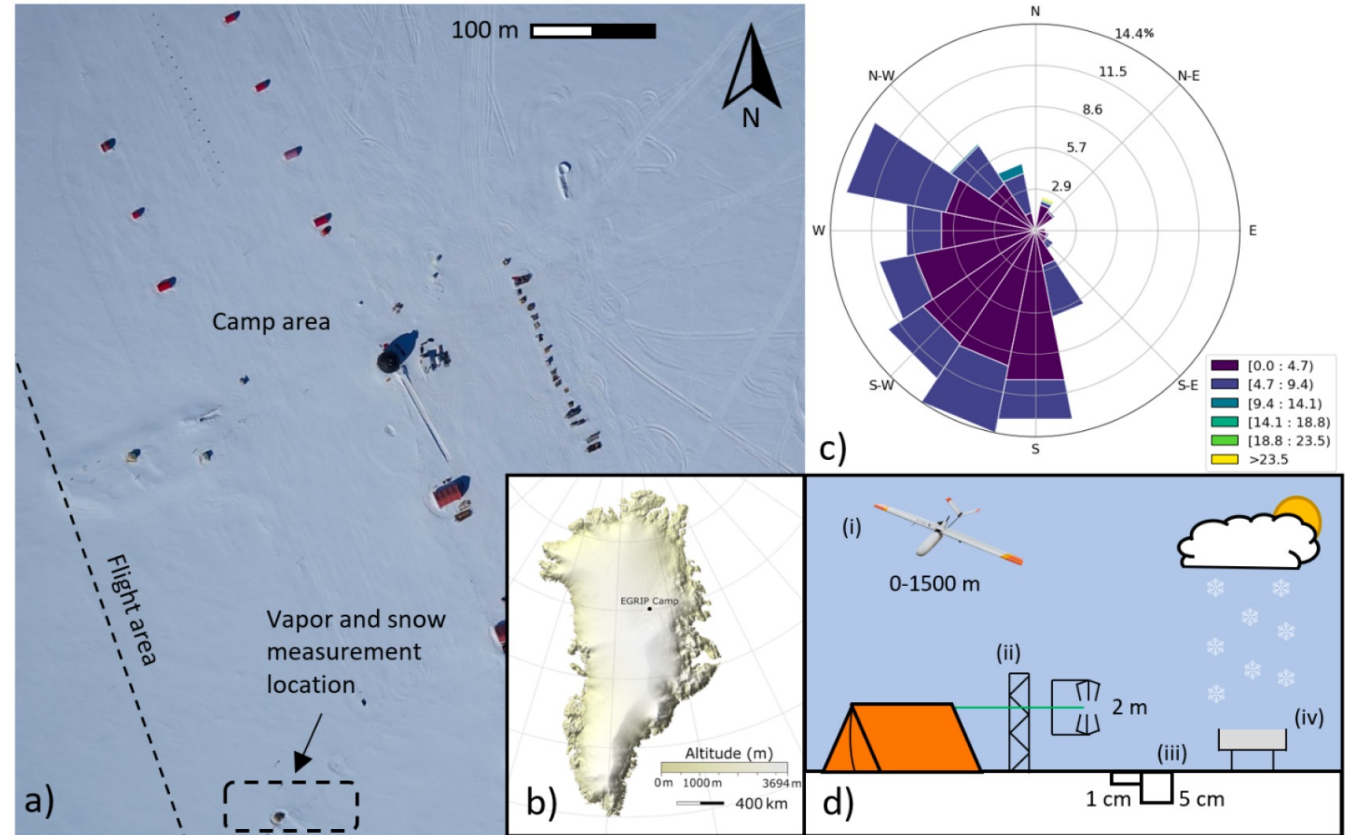 100 m
N
Camp area
Flight area
Vapor and snow
measurement
location
a)
EGRIP Camp
Altitude (m)
0 m 1000 m 3694 m
400 km
b)
N
14.4%
N-W
11.5
N-E
8.6
5.7
2.9
W
E
S-W
S-E
S
[0.0 : 4.7)
[4.7 : 9.4)
[9.4 : 14.1)
[14.1 : 18.8)
[18.8 : 23.5)
>23.5
c)
(i)
0-1500 m
(ii)
2 m
(iii)
(iv)
1 cm
5 cm
d)